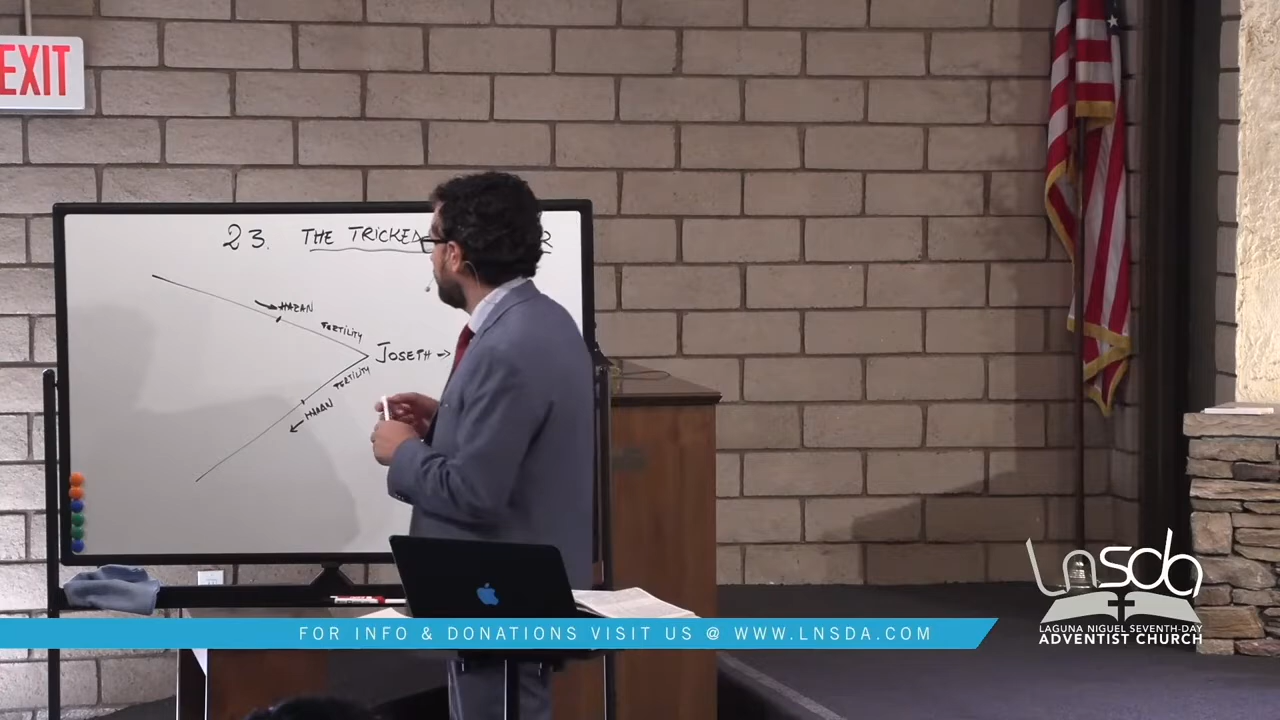 EXIT
23. THE TRICKE
HARAN
FERTILITY
JOSEPH →
FERTILITY
HARAN
LNSDA
LAGUNA NIGUEL SEVENTH-DAY
ADVENTIST CHURCH
FOR INFO & DONATIONS VISIT US @ WWW.LNSDA.COM